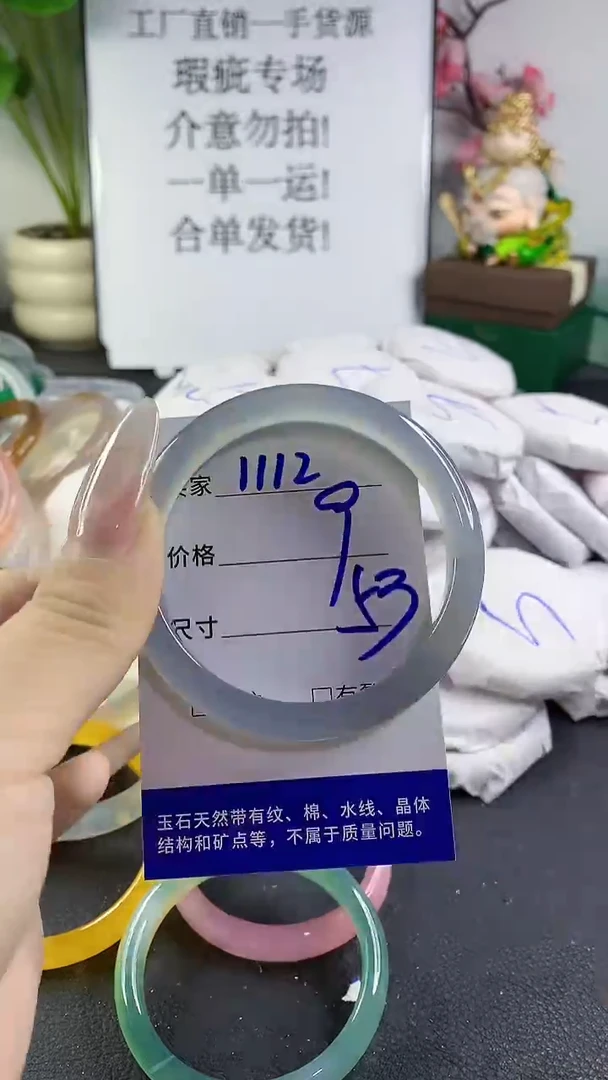 工厂直销一手货源
瑕疵专场
介意勿拍!
一单一运!
合单发货!
家 1112
价格 9
尺寸 53
玉石天然带有纹、棉、水线、晶体
结构和矿点等，不属于质量问题。